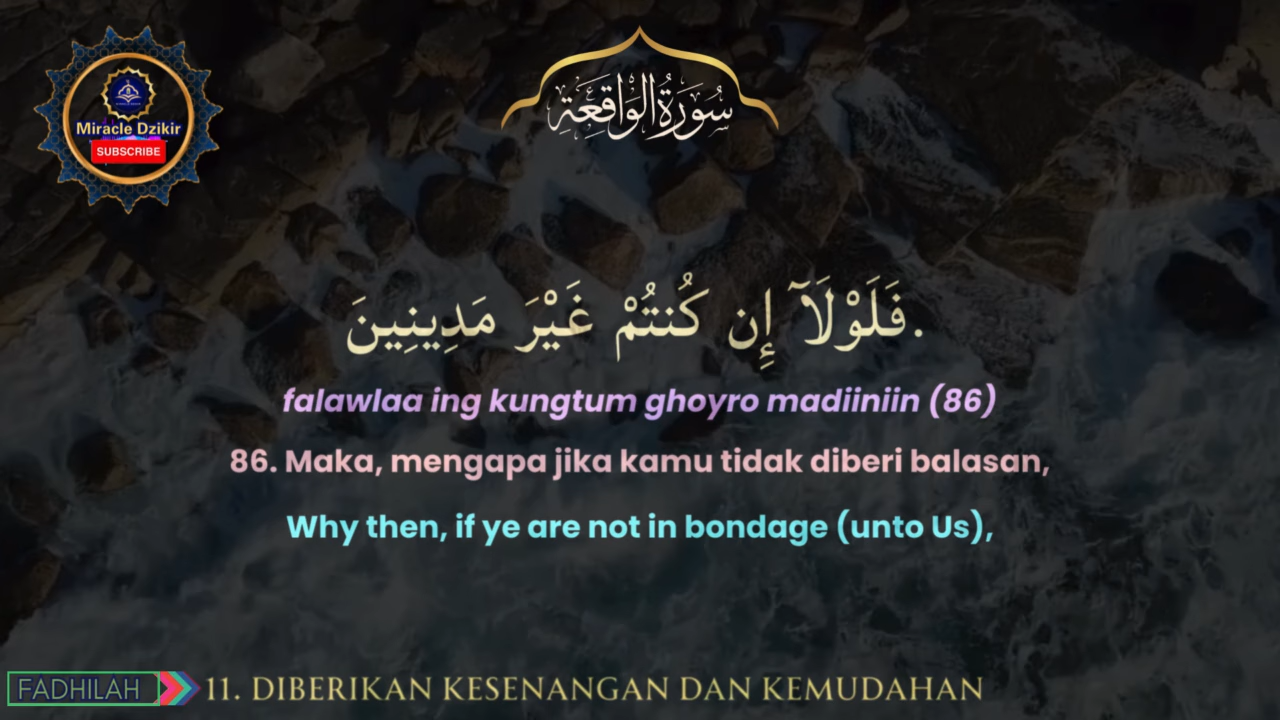 Miracle Dzikir
SUBSCRIBE
سُورَةُ الْوَاقِعَةِ
فَلَوْلَآ إِن كُنتُمْ غَيْرَ مَدِينِينَ.
falawlaa ing kungtum ghoyro madiiniin (86)
86. Maka, mengapa jika kamu tidak diberi balasan,
Why then, if ye are not in bondage (unto Us),
FADHILAH
11. DIBERIKAN KESENANGAN DAN KEMUDAHAN